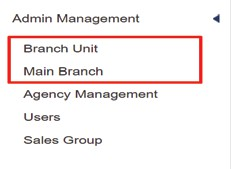 Admin Management
Branch Unit
Main Branch
Agency Management
Users
Sales Group